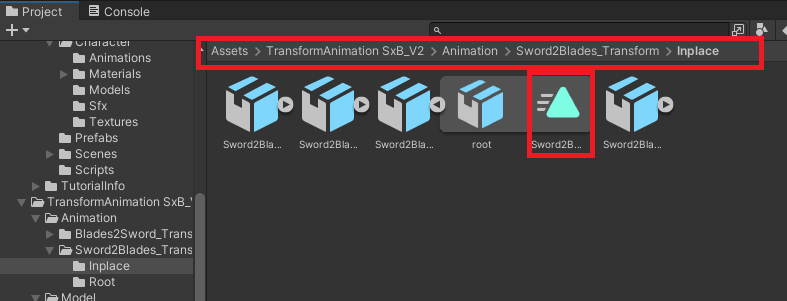 Project
Console
Character
Animations
Materials
Models
Sfx
Textures
Prefabs
Scenes
Scripts
TutorialInfo
TransformAnimation SxB_V
Animation
Blades2Sword_Trans
Sword2Blades_Trans
Inplace
Root
Model
Assets > TransformAnimation SxB_V2 > Animation > Sword2Blades_Transform > Inplace
Sword2Bla... Sword2Bla... Sword2Bla... root Sword2B... Sword2Bla...